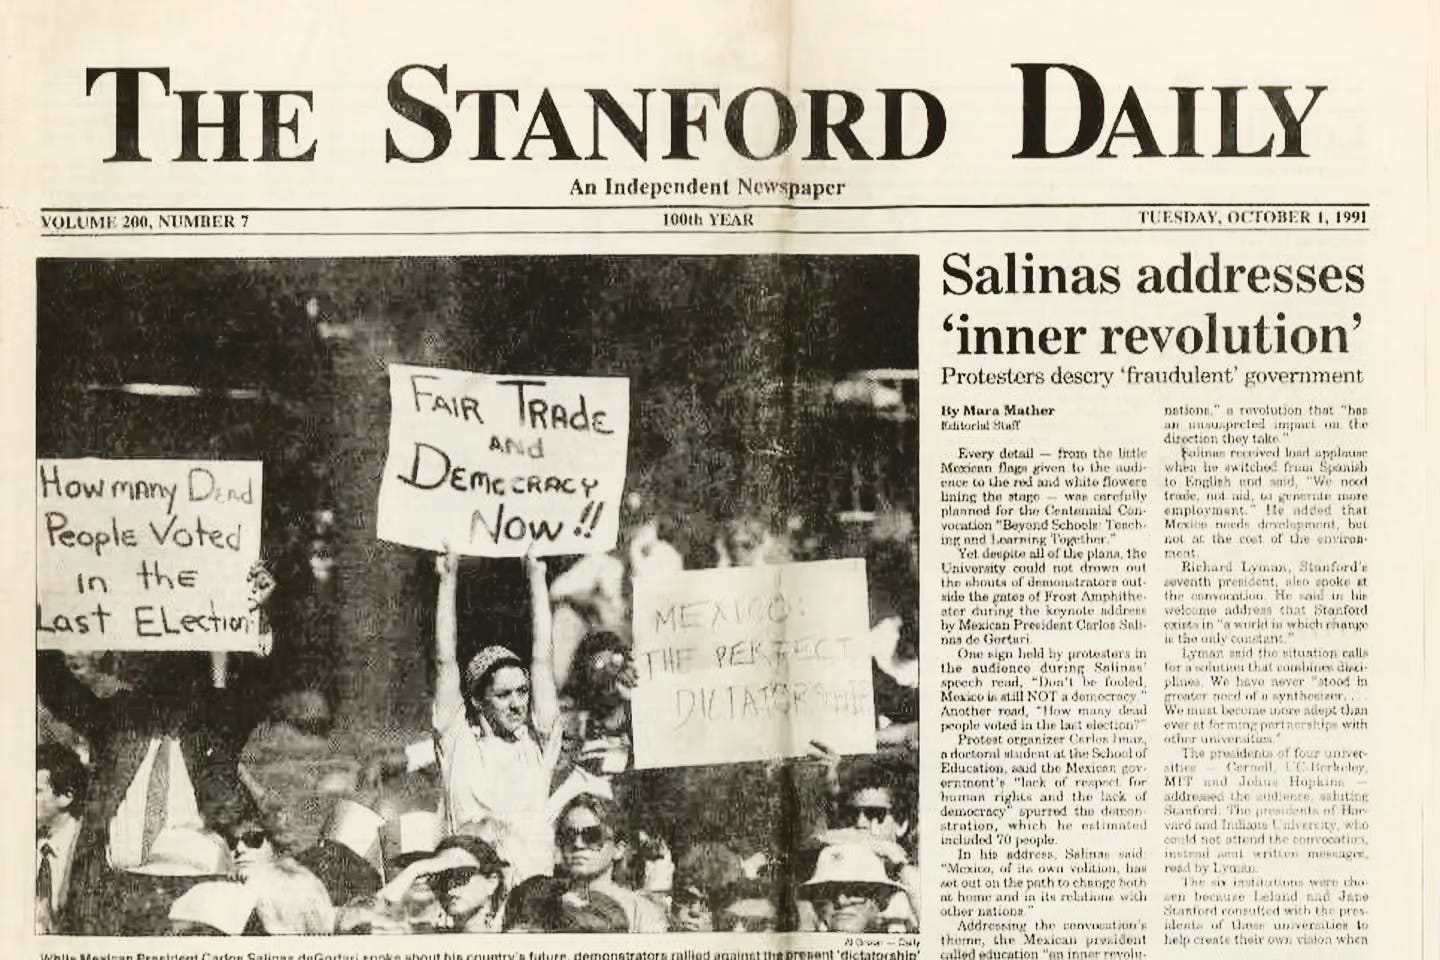 THE STANFORD DAILY
An Independent Newspaper
VOLUME 200, NUMBER 7
100th YEAR
TUESDAY, OCTOBER 1, 1991
HOW MANY DEAD
PEOPLE VOTED
IN THE
LAST ELECTION
FAIR TRADE
AND
DEMOCRACY
NOW!!
MEXICO:
THE PERFECT
DICTATORSHIP
Al Green — Daily
While Mexican President Carlos Salinas deGortari spoke about his country's future, demonstrators rallied against the present 'dictatorship'
Salinas addresses
‘inner revolution’
Protesters descry ‘fraudulent’ government
By Mara Mather
Editorial Staff
Every detail — from the little
Mexican flags given to the audi-
ence to the red and white flowers
lining the stage — was carefully
planned for the Centennial Con-
vocation "Beyond Schools: Teach-
ing and Learning Together."
Yet despite all of the plans, the
University could not drown out
the shouts of demonstrators out-
side the gates of Frost Amphithe-
ater during the keynote address
by Mexican President Carlos Sali-
nas de Gortari.
One sign held by protesters in
the audience during Salinas'
speech read, "Don't be fooled,
Mexico is still NOT a democracy."
Another read, "How many dead
people voted in the last election?"
Protest organizer Carlos Imaz,
a doctoral student at the School of
Education, said the Mexican gov-
ernment's "lack of respect for
human rights and the lack of
democracy" spurred the demon-
stration, which he estimated
included 70 people.
In his address, Salinas said:
"Mexico, of its own volition, has
set out on the path to change both
at home and in its relations with
other nations."
Addressing the convocation's
theme, the Mexican president
called education "an inner revolu-
nations," a revolution that "has
an unsuspected impact on the
direction they take."
Salinas received loud applause
when he switched from Spanish
to English and said, "We need
trade, not aid, to generate more
employment." He added that
Mexico needs development, but
not at the cost of the environ-
ment.
Richard Lyman, Stanford's
seventh president, also spoke at
the convocation. He said in his
welcome address that Stanford
exists in "a world in which change
is the only constant."
Lyman said the situation calls
for a solution that combines disci-
plines. We have never "stood in
greater need of a synthesizer. . . .
We must become more adept than
ever at forming partnerships with
other universities."
The presidents of four univer-
sities — Cornell, UC-Berkeley,
MIT and Johns Hopkins —
addressed the audience, saluting
Stanford. The presidents of Har-
vard and Indiana University, who
could not attend the convocation,
instead sent written messages,
read by Lyman.
The six institutions were cho-
sen because Leland and Jane
Stanford consulted with the pres-
idents of those universities to
help create their own vision when